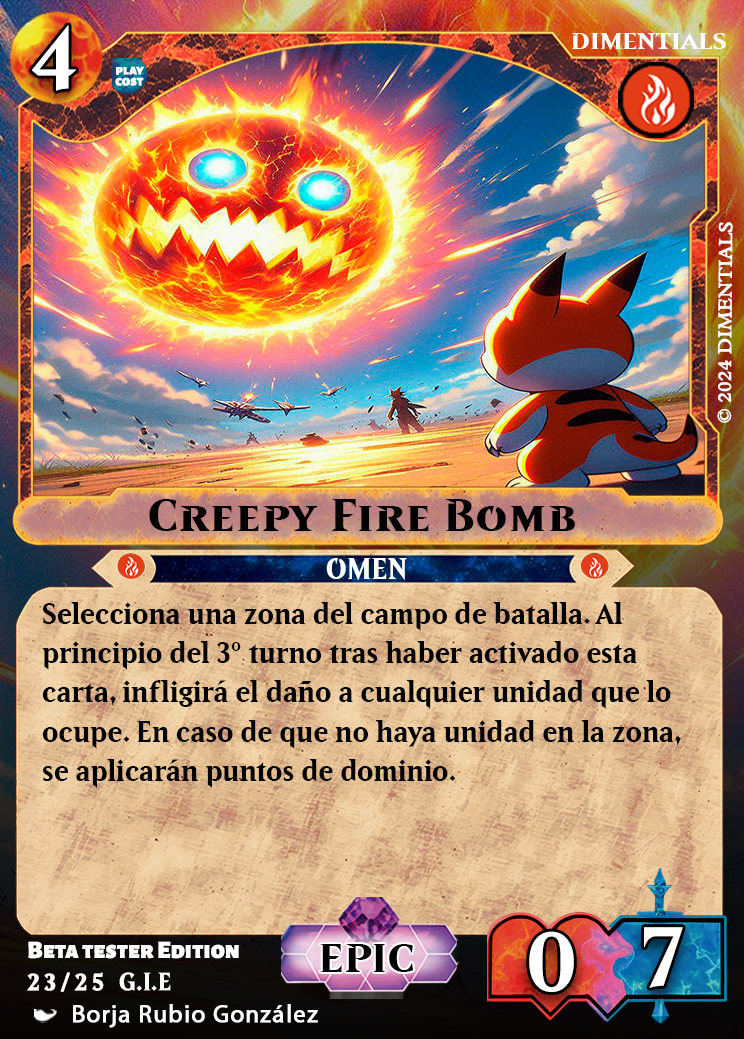 4
PLAY
COST
DIMENTIALS
© 2024 DIMENTIALS
CREEPY FIRE BOMB
OMEN
Selecciona una zona del campo de batalla. Al
principio del 3º turno tras haber activado esta
carta, infligirá el daño a cualquier unidad que lo
ocupe. En caso de que no haya unidad en la zona,
se aplicarán puntos de dominio.
BETA TESTER EDITION
23/25 G.I.E
Borja Rubio González
EPIC
0
7